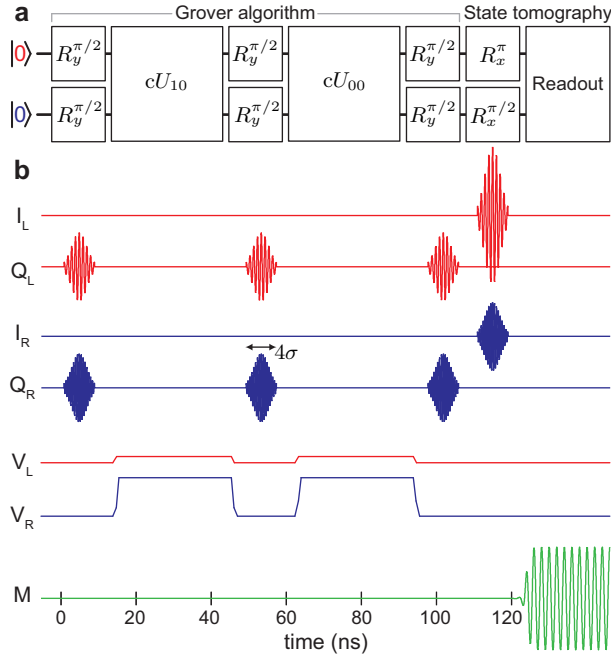 a Grover algorithm State tomography
|0⟩ R_y^{π/2} R_y^{π/2} R_y^{π/2} R_x^{π}
cU_{10} cU_{00} Readout
|0⟩ R_y^{π/2} R_y^{π/2} R_y^{π/2} R_x^{π/2}
b
I_L
Q_L
I_R
4σ
Q_R
V_L
V_R
M
0 20 40 60 80 100 120
time (ns)